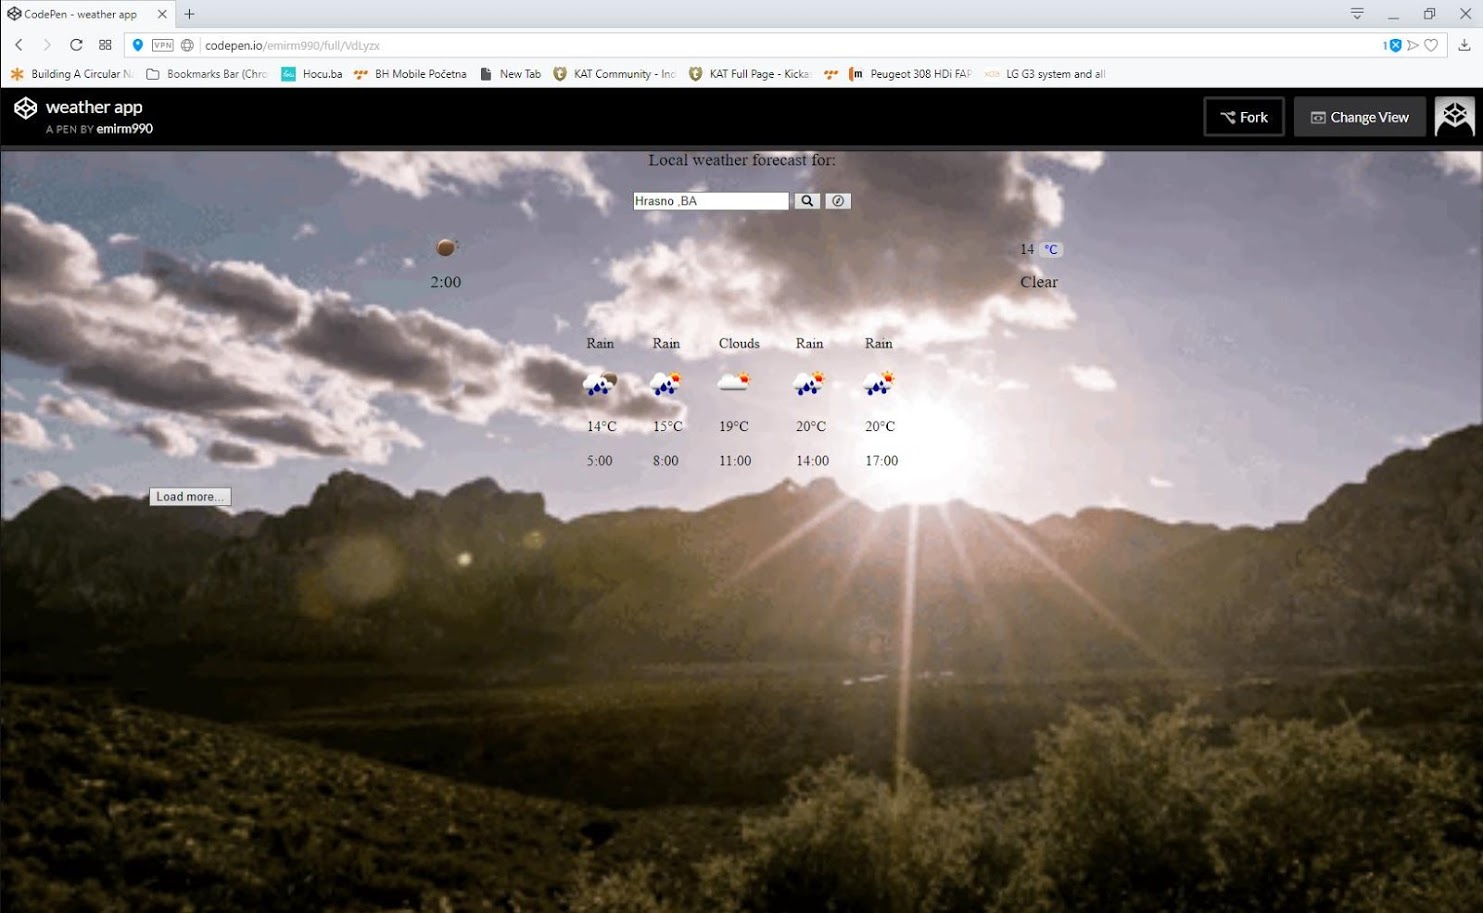 CodePen - weather app
VPN
codepen.io/emirm990/full/VdLyzx
1
Building A Circular N
Bookmarks Bar (Chro
Hocu.ba
BH Mobile Početna
New Tab
KAT Community - Ind
KAT Full Page - Kicka
Peugeot 308 HDi FAP
LG G3 system and all
weather app
A PEN BY emirm990
Fork
Change View
Local weather forecast for:
Hrasno ,BA
14 °C
2:00
Clear
Rain Rain Clouds Rain Rain
14°C 15°C 19°C 20°C 20°C
5:00 8:00 11:00 14:00 17:00
Load more...